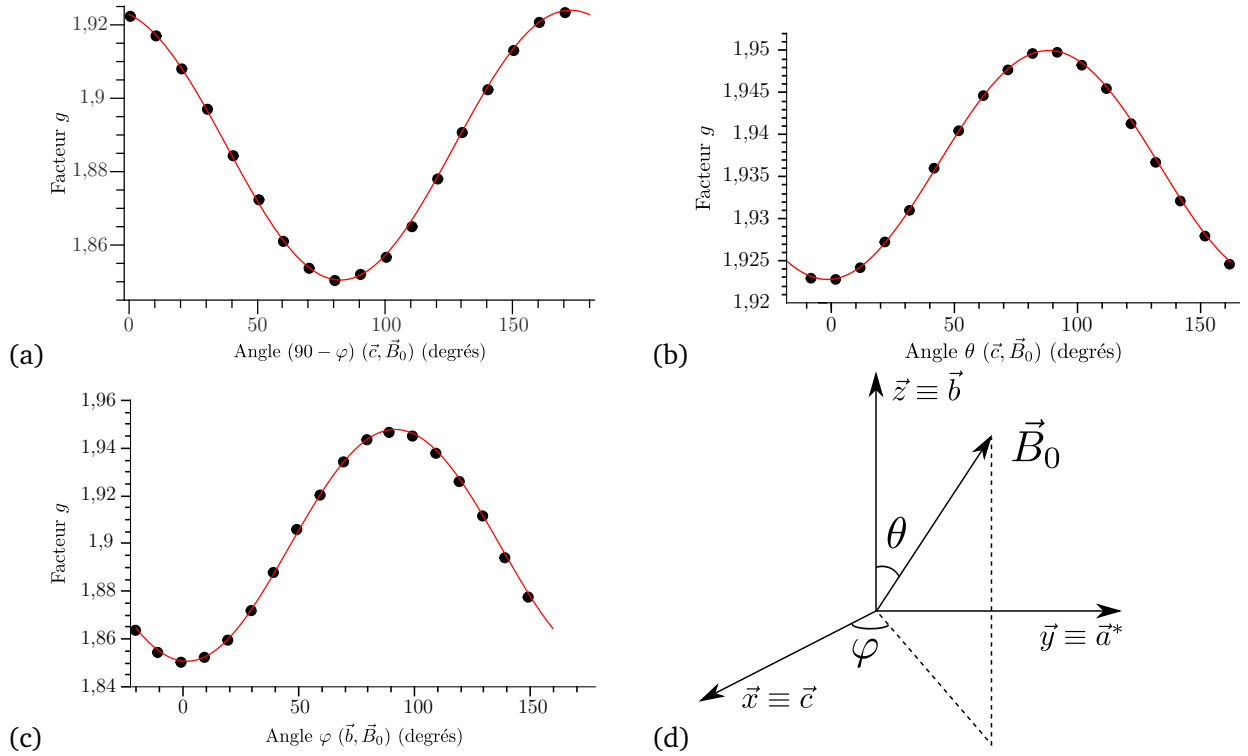 1,92
1,9
1,88
1,86
Facteur g
0 50 100 150
Angle (90 − φ) (c⃗, B⃗₀) (degrés)
(a)
1,95
1,945
1,94
1,935
1,93
1,925
1,92
Facteur g
0 50 100 150
Angle θ (c⃗, B⃗₀) (degrés)
(b)
1,96
1,94
1,92
1,9
1,88
1,86
1,84
Facteur g
0 50 100 150
Angle φ (b⃗, B⃗₀) (degrés)
(c)
z⃗ ≡ b⃗
B⃗₀
θ
y⃗ ≡ a⃗*
φ
x⃗ ≡ c⃗
(d)